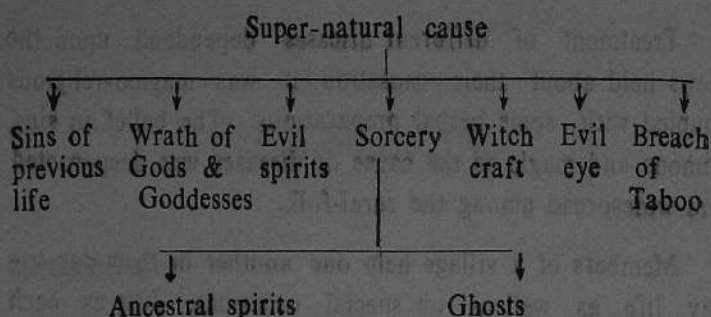 Super-natural cause
Sins of previous life
Wrath of Gods & Goddesses
Evil spirits
Sorcery
Witch craft
Evil eye
Breach of Taboo
Ancestral spirits
Ghosts